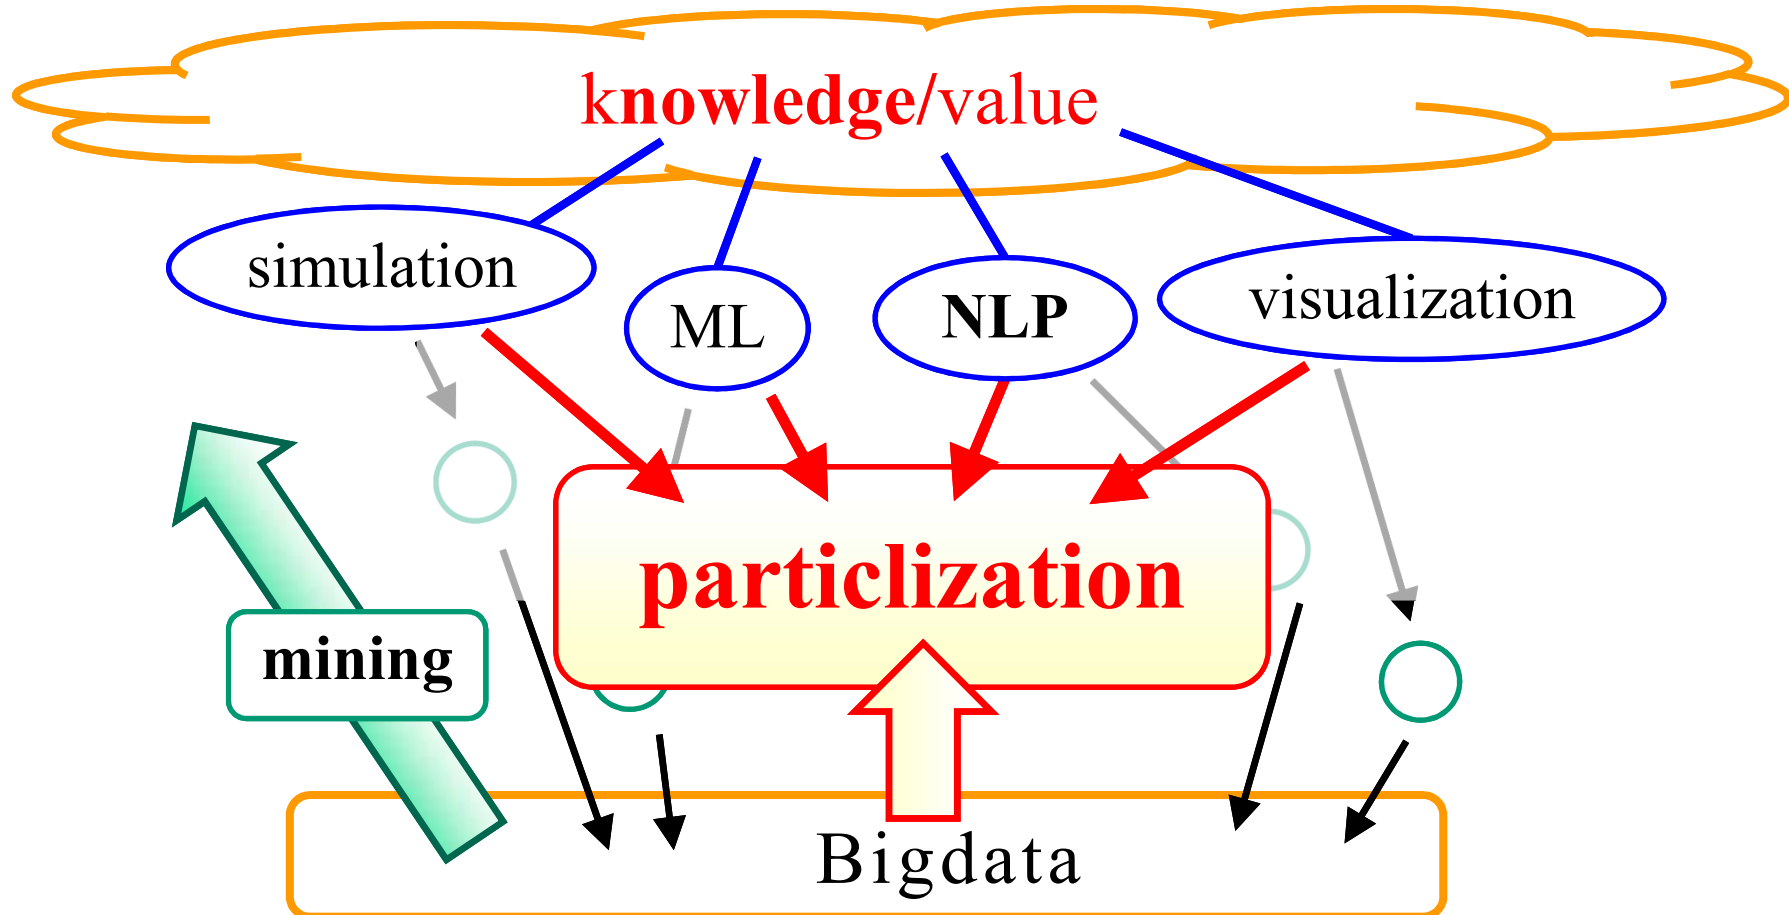 knowledge/value
simulation
ML
NLP
visualization
particlization
mining
Bigdata